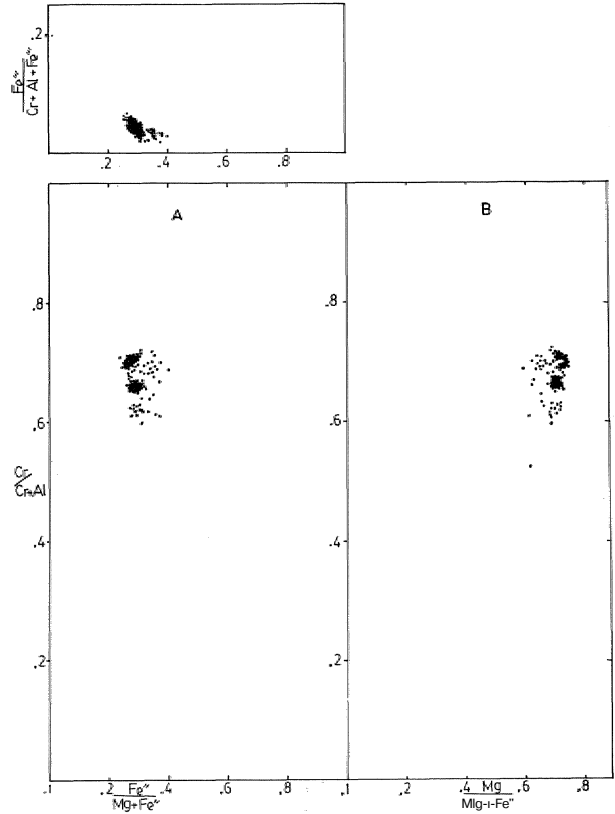 .2
Fe‴
Cr + Al + Fe‴
.2 .4 .6 .8
A B
.8 .8
.6 .6
Cr
Cr+Al
.4 .4
.2 .2
.1 .2 Fe″ .4 .6 .8 .1 .2 .4 Mg .6 .8
Mg+Fe″ Mlg-ı-Fe"